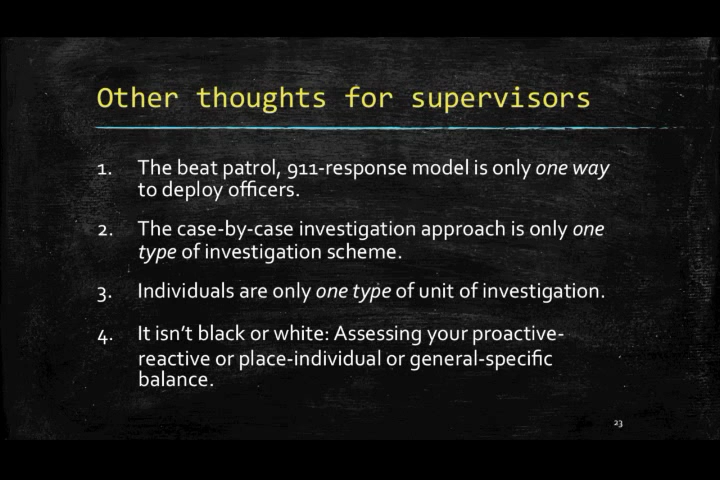 Other thoughts for supervisors
1. The beat patrol, 911-response model is only one way
to deploy officers.
2. The case-by-case investigation approach is only one
type of investigation scheme.
3. Individuals are only one type of unit of investigation.
4. It isn't black or white: Assessing your proactive-
reactive or place-individual or general-specific
balance.
23